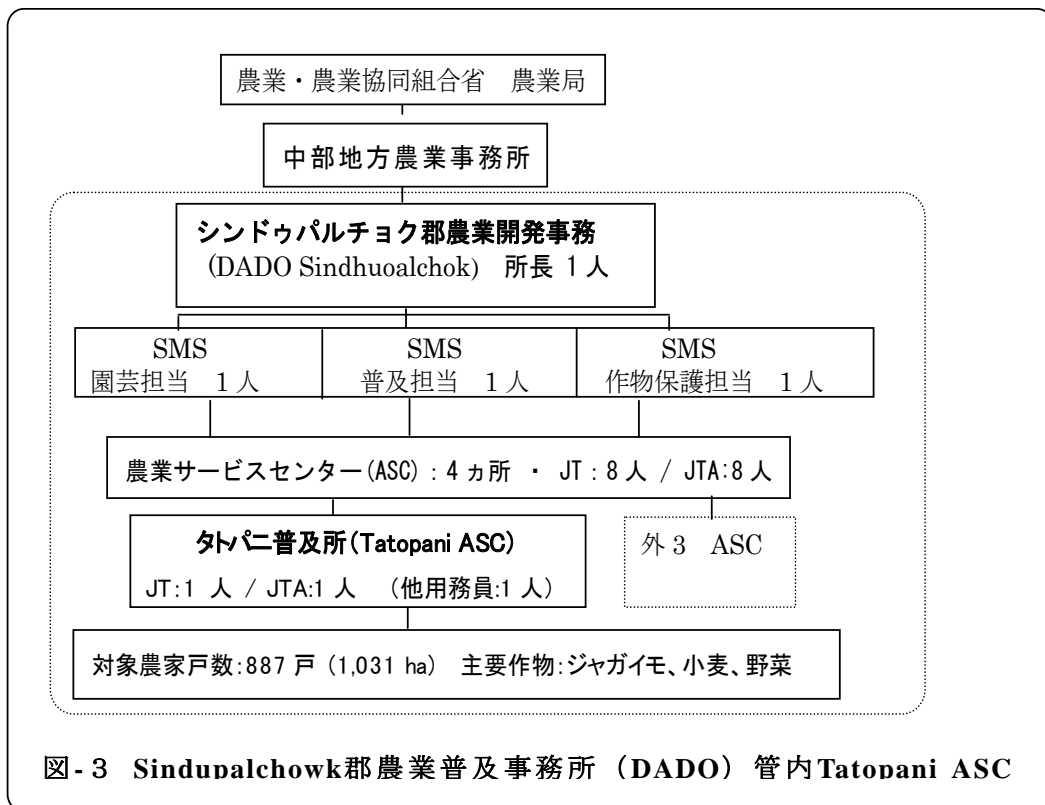 農業・農業協同組合省　農業局
中部地方農業事務所
シンドゥパルチョク郡農業開発事務
(DADO Sindhuoalchok)　所長 1人
SMS
園芸担当　1人
SMS
普及担当　1人
SMS
作物保護担当　1人
農業サービスセンター(ASC)：4ヵ所 ・ JT：8人 / JTA:8人
タトパニ普及所(Tatopani ASC)
JT:1 人 / JTA:1人　(他用務員:1人)
外3　ASC
対象農家戸数:887戸 (1,031 ha)　主要作物:ジャガイモ、小麦、野菜
図-３ Sindupalchowk郡農業普及事務所（DADO）管内Tatopani ASC